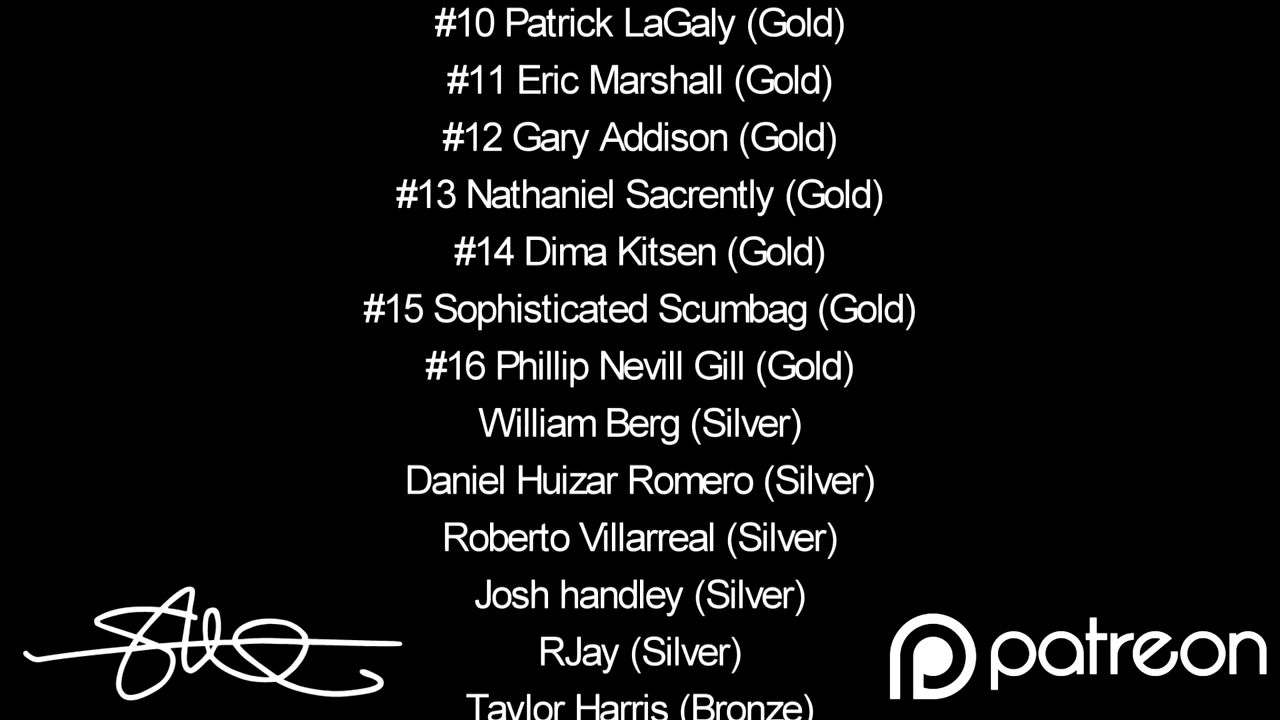 #10 Patrick LaGaly (Gold)
#11 Eric Marshall (Gold)
#12 Gary Addison (Gold)
#13 Nathaniel Sacrently (Gold)
#14 Dima Kitsen (Gold)
#15 Sophisticated Scumbag (Gold)
#16 Phillip Nevill Gill (Gold)
William Berg (Silver)
Daniel Huizar Romero (Silver)
Roberto Villarreal (Silver)
Josh handley (Silver)
RJay (Silver)
patreon
Taylor Harris (Bronze)